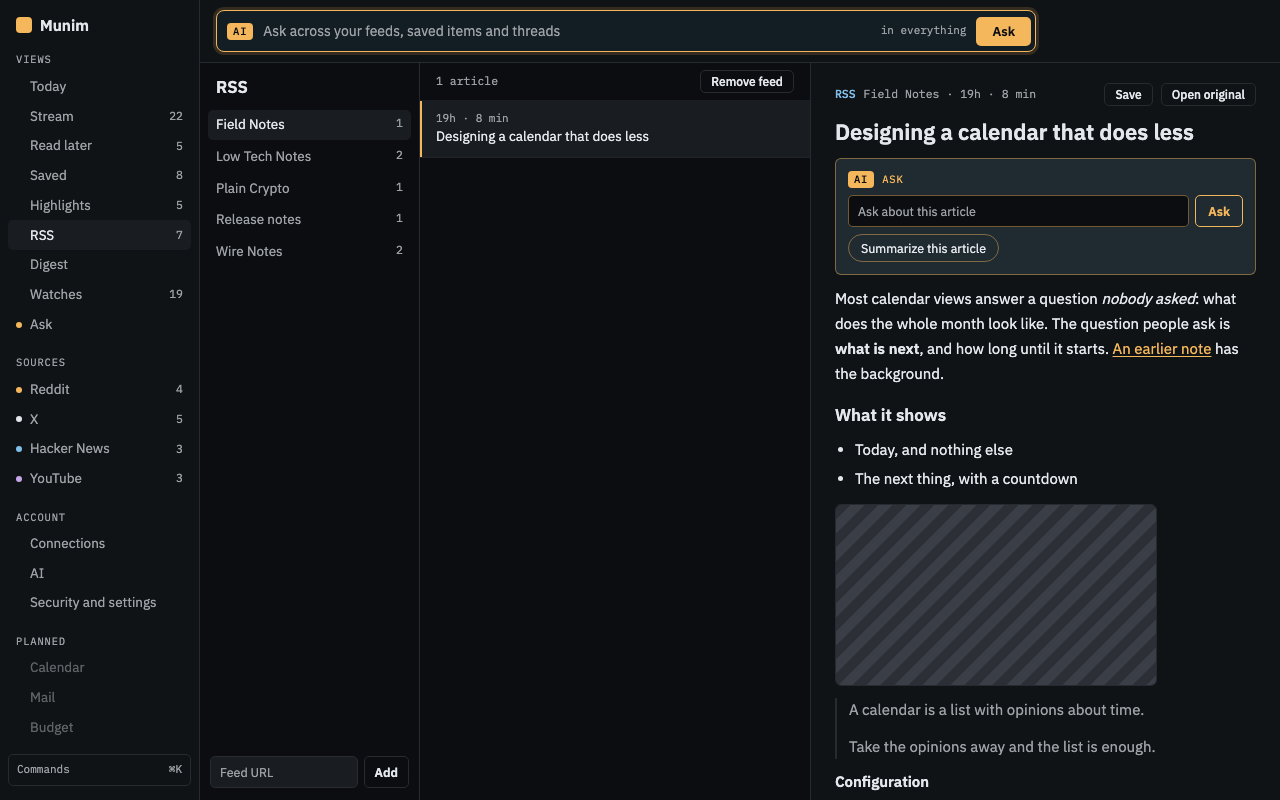 Munim
VIEWS
Today
Stream 22
Read later 5
Saved 8
Highlights 5
RSS 7
Digest
Watches 19
Ask
SOURCES
Reddit 4
X 5
Hacker News 3
YouTube 3
ACCOUNT
Connections
AI
Security and settings
PLANNED
Calendar
Mail
Budget
Commands ⌘K
AI Ask across your feeds, saved items and threads in everything Ask
RSS
Field Notes 1
Low Tech Notes 2
Plain Crypto 1
Release notes 1
Wire Notes 2
Feed URL Add
1 article Remove feed
19h · 8 min
Designing a calendar that does less
RSS Field Notes · 19h · 8 min Save Open original
Designing a calendar that does less
AI ASK
Ask about this article Ask
Summarize this article
Most calendar views answer a question nobody asked: what
does the whole month look like. The question people ask is
what is next, and how long until it starts. An earlier note has
the background.
What it shows
• Today, and nothing else
• The next thing, with a countdown
A calendar is a list with opinions about time.
Take the opinions away and the list is enough.
Configuration